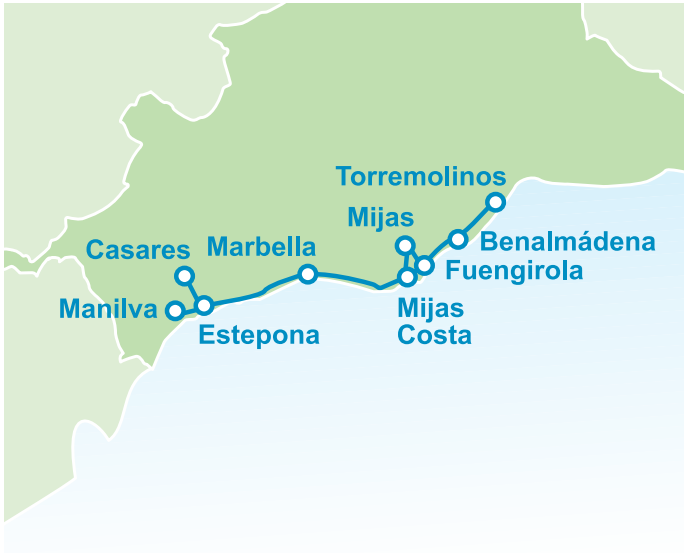 Torremolinos
Mijas
Benalmádena
Casares
Marbella
Fuengirola
Manilva
Mijas
Costa
Estepona